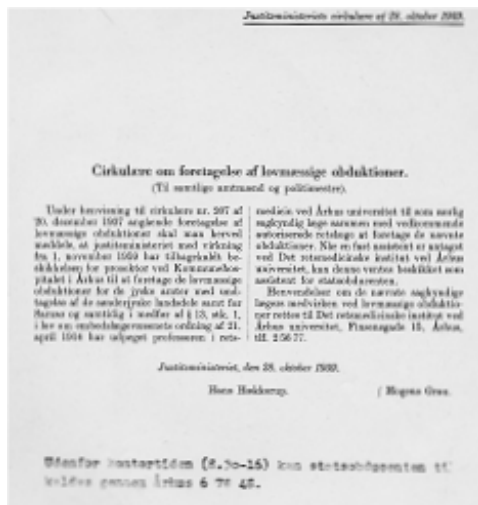 Justitsministeriets cirkulære af 28. oktober 1959.
Cirkulære om foretagelse af lovmæssige obduktioner.
(Til samtlige amtmænd og politimestre).
Under henvisning til cirkulære nr. 207 af
20. december 1937 angående foretagelse af
lovmæssige obduktioner skal man herved
meddele, at justitsministeriet med virkning
fra 1. november 1959 har tilbagekaldt be-
skikkelsen for prosektor ved Kommunehos-
pitalet i Århus til at foretage de lovmæssige
obduktioner for de jyske amter med und-
tagelse af de sønderjyske landsdele samt for
Samsø og samtidig i medfør af § 13, stk. 1,
i lov om embedslægevæsenets ordning af 21.
april 1914 har udpeget professoren i rets-
medicin ved Århus universitet til som særlig
sagkyndig læge sammen med vedkommende
autoriserede retslæge at foretage de nævnte
obduktioner. Når en fast assistent er antaget
ved Det retsmedicinske institut ved Århus
universitet, kan denne ventes beskikket som
assistent for statsobducenten.
Henvendelser om de nævnte sagkyndige
lægers medvirken ved lovmæssige obduktio-
ner rettes til Det retsmedicinske institut ved
Århus universitet, Finsensgade 15, Århus,
tlf. 2 56 77.
Justitsministeriet, den 28. oktober 1959.
Hans Hækkerup.
/ Mogens Grau.
Udenfor kontortiden (8.30-16) kan statsobducenten til
kaldes gennem Århus 6 78 48.